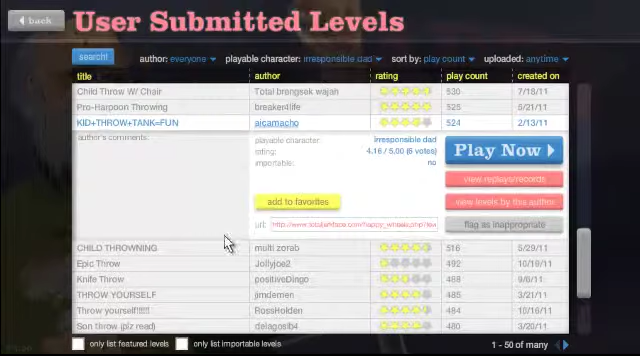 back
User Submitted Levels
search! author: everyone playable character: irresponsible dad sort by: play count uploaded: anytime
title author rating play count created on
Child Throw W/ Chair Total brengsek wajah 530 7/18/11
Pro-Harpoon Throwing breaker4life 525 5/21/11
KID+THROW+TANK=FUN ajcamacho 524 2/13/11
author's comments:
playable character: irresponsible dad
rating: 4.16 / 5.00 (6 votes)
importable: no
Play Now
view replays/records
add to favorites
view levels by this author
url:
flag as inappropriate
CHILD THROWNING multi zorab 516 5/29/11
Epic Throw Jollyjoe2 492 10/19/11
Knife Throw positiveDingo 488 9/6/11
THROW YOURSELF jimdemen 485 3/21/11
Throw yourself!!!!!! RossHolden 484 10/16/11
Son throw (plz read) delagosb4 480 3/20/11
only list featured levels only list importable levels 1 - 50 of many